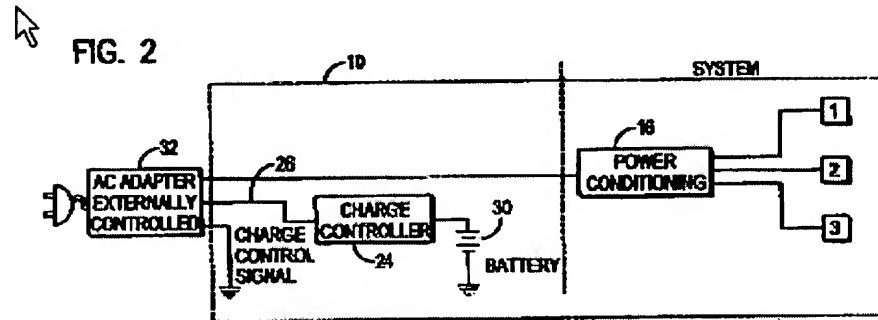 FIG. 2
10
SYSTEM
32
AC ADAPTER
EXTERNALLY
CONTROLLED
26
CHARGE
CONTROL
SIGNAL
CHARGE
CONTROLLER
24
30
BATTERY
16
POWER
CONDITIONING
1
2
3